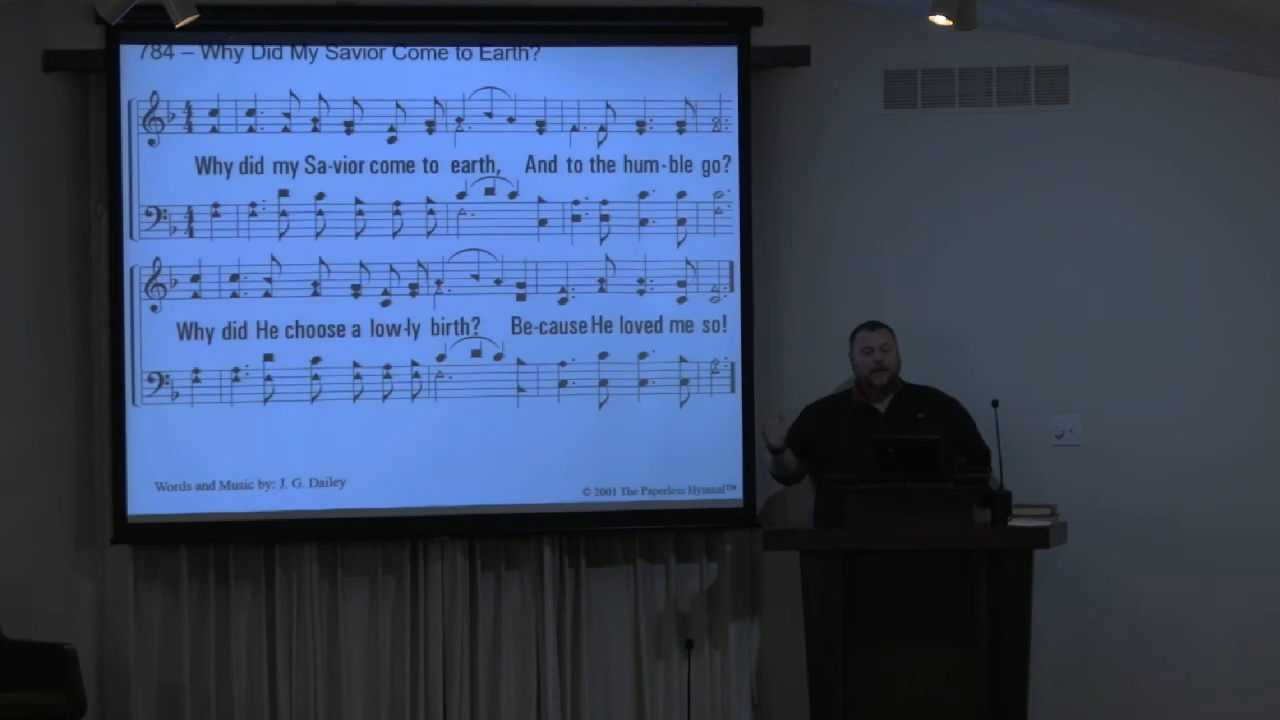 784 – Why Did My Savior Come to Earth?
Why did my Sa-vior come to earth, And to the hum-ble go?
Why did He choose a low-ly birth? Be-cause He loved me so!
Words and Music by: J. G. Dailey
© 2001 The Paperless Hymnal™